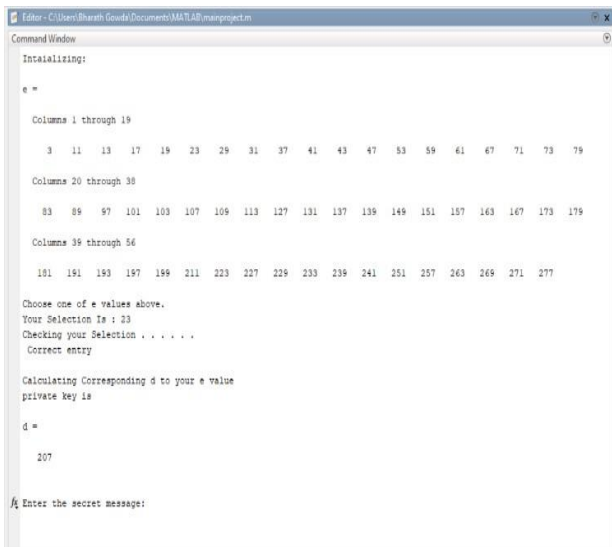 Editor - C:\Users\Bharath Gowda\Documents\MATLAB\mainproject.m
Command Window
Intaializing:
e =
Columns 1 through 19
3 11 13 17 19 23 29 31 37 41 43 47 53 59 61 67 71 73 79
Columns 20 through 38
83 89 97 101 103 107 109 113 127 131 137 139 149 151 157 163 167 173 179
Columns 39 through 56
181 191 193 197 199 211 223 227 229 233 239 241 251 257 263 269 271 277
Choose one of e values above.
Your Selection Is : 23
Checking your Selection . . . . . .
Correct entry
Calculating Corresponding d to your e value
private key is
d =
207
fx Enter the secret message: